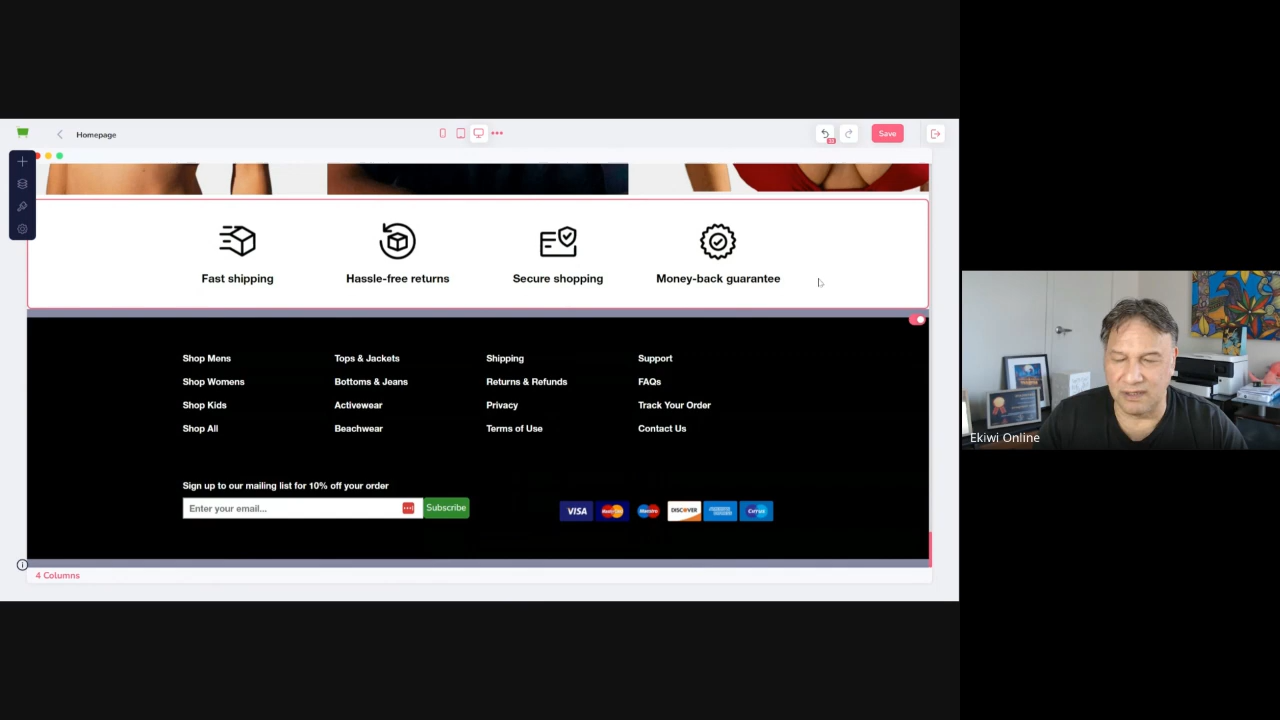 Homepage
Save
Fast shipping
Hassle-free returns
Secure shopping
Money-back guarantee
Shop Mens
Tops & Jackets
Shipping
Support
Shop Womens
Bottoms & Jeans
Returns & Refunds
FAQs
Shop Kids
Activewear
Privacy
Track Your Order
Shop All
Beachwear
Terms of Use
Contact Us
Sign up to our mailing list for 10% off your order
Enter your email...
Subscribe
VISA
MasterCard
Maestro
DISCOVER
Cirrus
4 Columns
Ekiwi Online